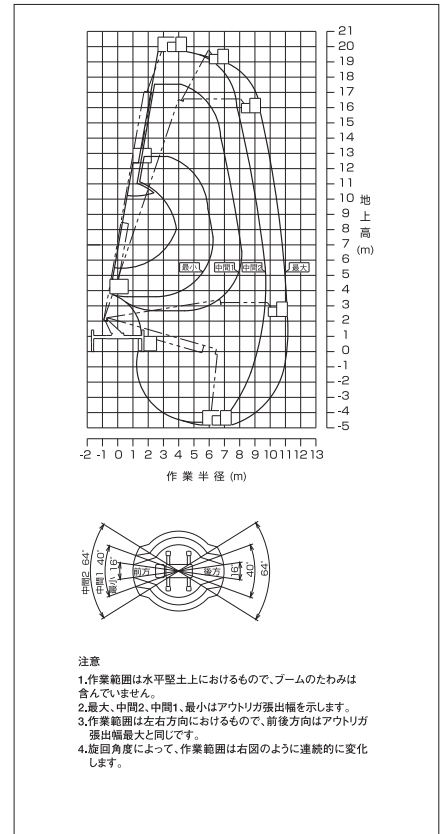 21
20
19
18
17
16
15
14
13
12
11
10
9
8
7
6
5
4
3
2
1
0
-1
-2
-3
-4
-5
地上高
(m)
最小
中間1
中間2
最大
-2 -1 0 1 2 3 4 5 6 7 8 9 10 11 12 13
作業半径 (m)
中間2 64°
中間1 40°
最小 16°
前方
後方
16°
40°
64°
注意
1.作業範囲は水平堅土上におけるもので、ブームのたわみは
含んでいません。
2.最大、中間2、中間1、最小はアウトリガ張出幅を示します。
3.作業範囲は左右方向におけるもので、前後方向はアウトリガ
張出幅最大と同じです。
4.旋回角度によって、作業範囲は右図のように連続的に変化
します。